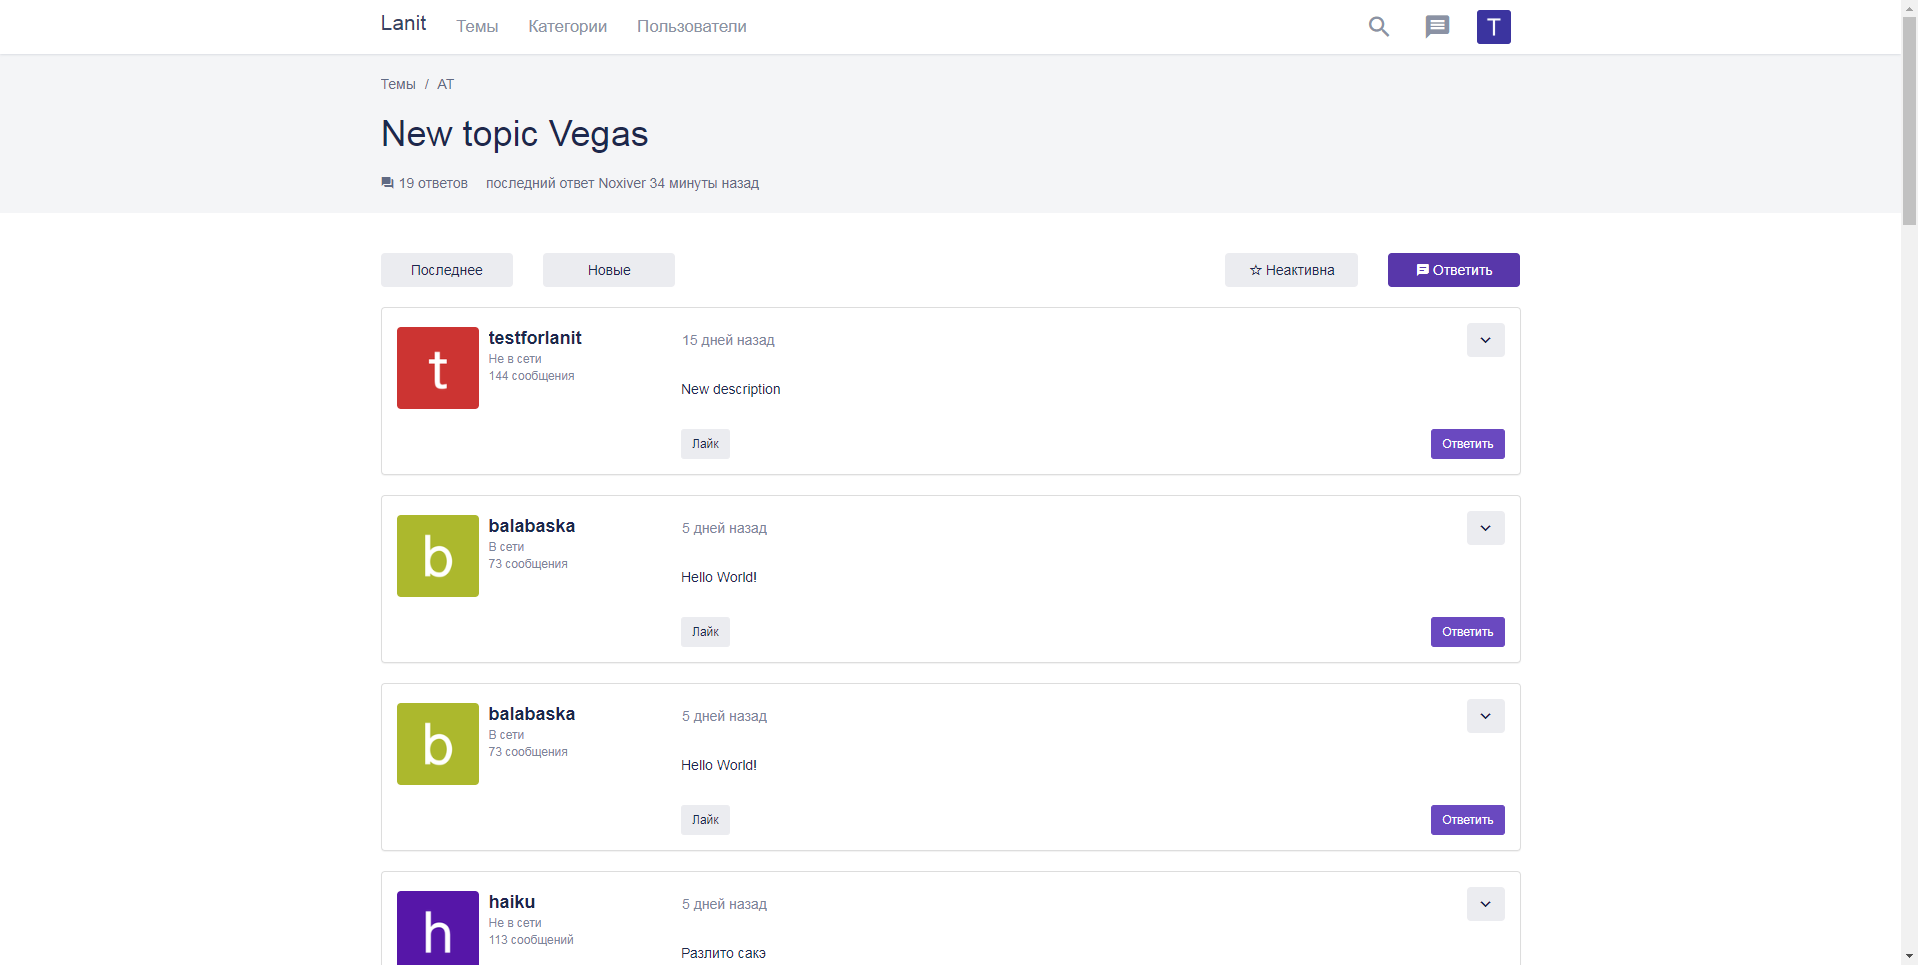 Lanit Темы Категории Пользователи T
Темы / AT
New topic Vegas
19 ответов последний ответ Noxiver 34 минуты назад
Последнее Новые Неактивна Ответить
t testforlanit 15 дней назад
Не в сети
144 сообщения
New description
Лайк Ответить
b balabaska 5 дней назад
В сети
73 сообщения
Hello World!
Лайк Ответить
b balabaska 5 дней назад
В сети
73 сообщения
Hello World!
Лайк Ответить
h haiku 5 дней назад
Не в сети
113 сообщений
Разлито сакэ